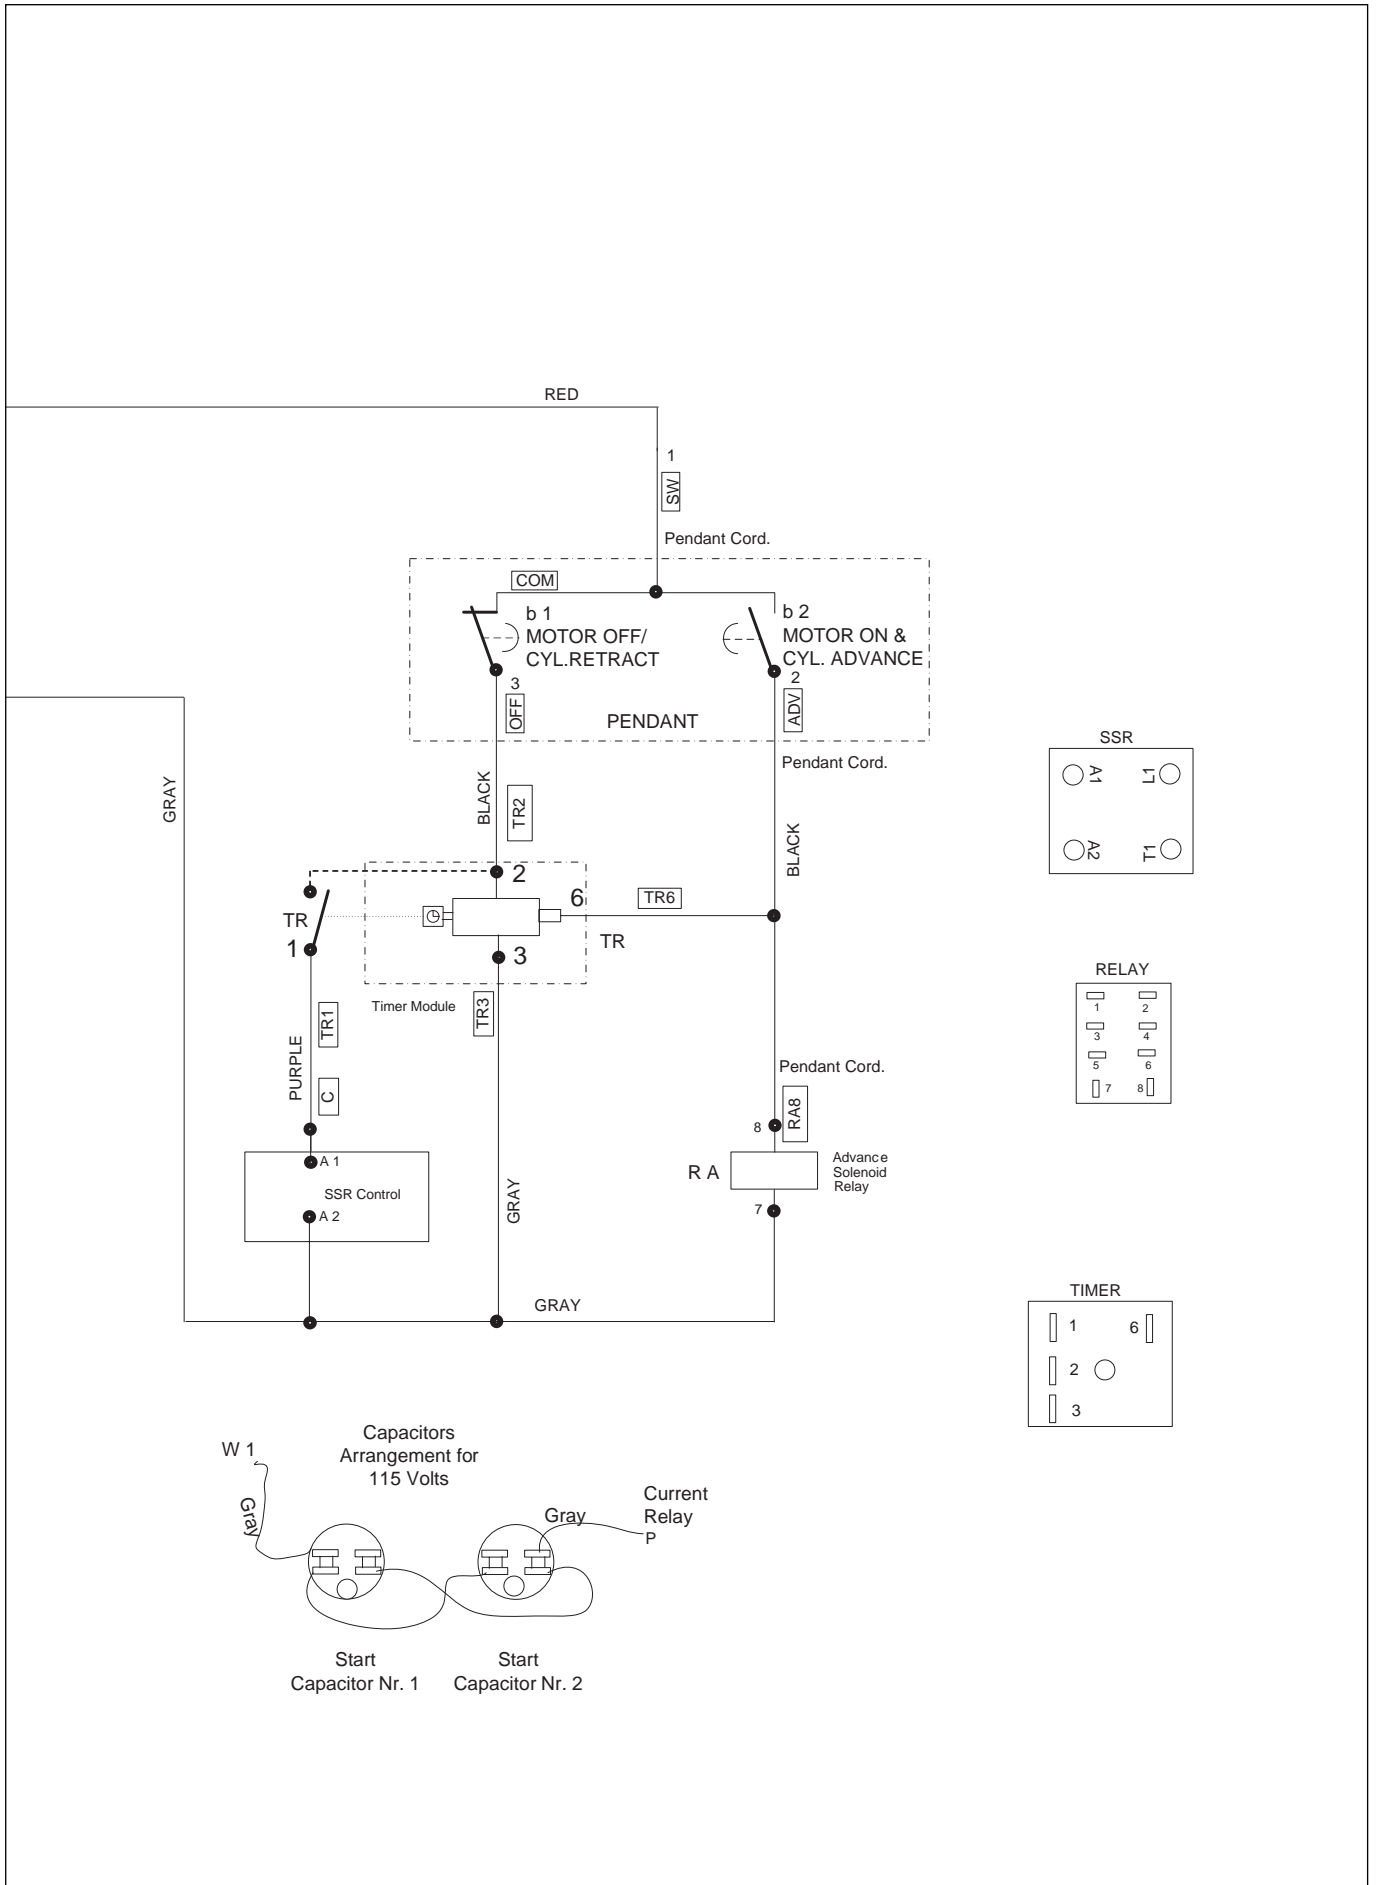 RED
1
SW
Pendant Cord.
COM
b 1
MOTOR OFF/
CYL.RETRACT
b 2
MOTOR ON &
CYL. ADVANCE
3
OFF
PENDANT
2
ADV
Pendant Cord.
GRAY
BLACK
TR2
BLACK
SSR
A1
L1
A2
T1
2
6
TR6
TR
TR
1
3
Timer Module
TR3
TR1
PURPLE
C
RELAY
1
2
3
4
5
6
7
8
Pendant Cord.
RA8
8
R A
Advance
Solenoid
Relay
7
A 1
SSR Control
A 2
GRAY
GRAY
TIMER
1
6
2
3
Capacitors
Arrangement for
115 Volts
W 1
Gray
Gray
Current
Relay
P
Start
Capacitor Nr. 1
Start
Capacitor Nr. 2